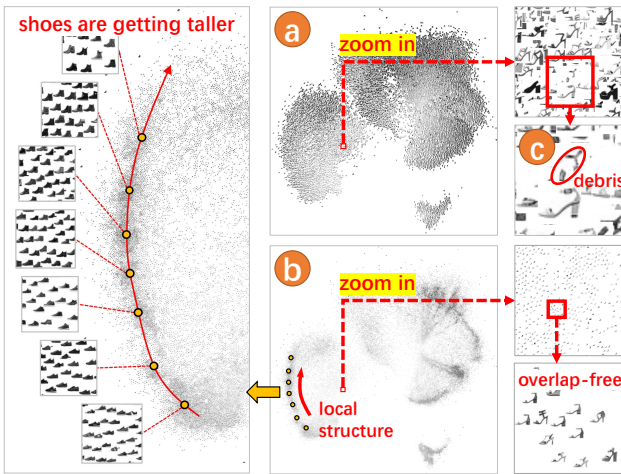 shoes are getting taller
a
zoom in
c
debris
b
zoom in
local
structure
overlap-free